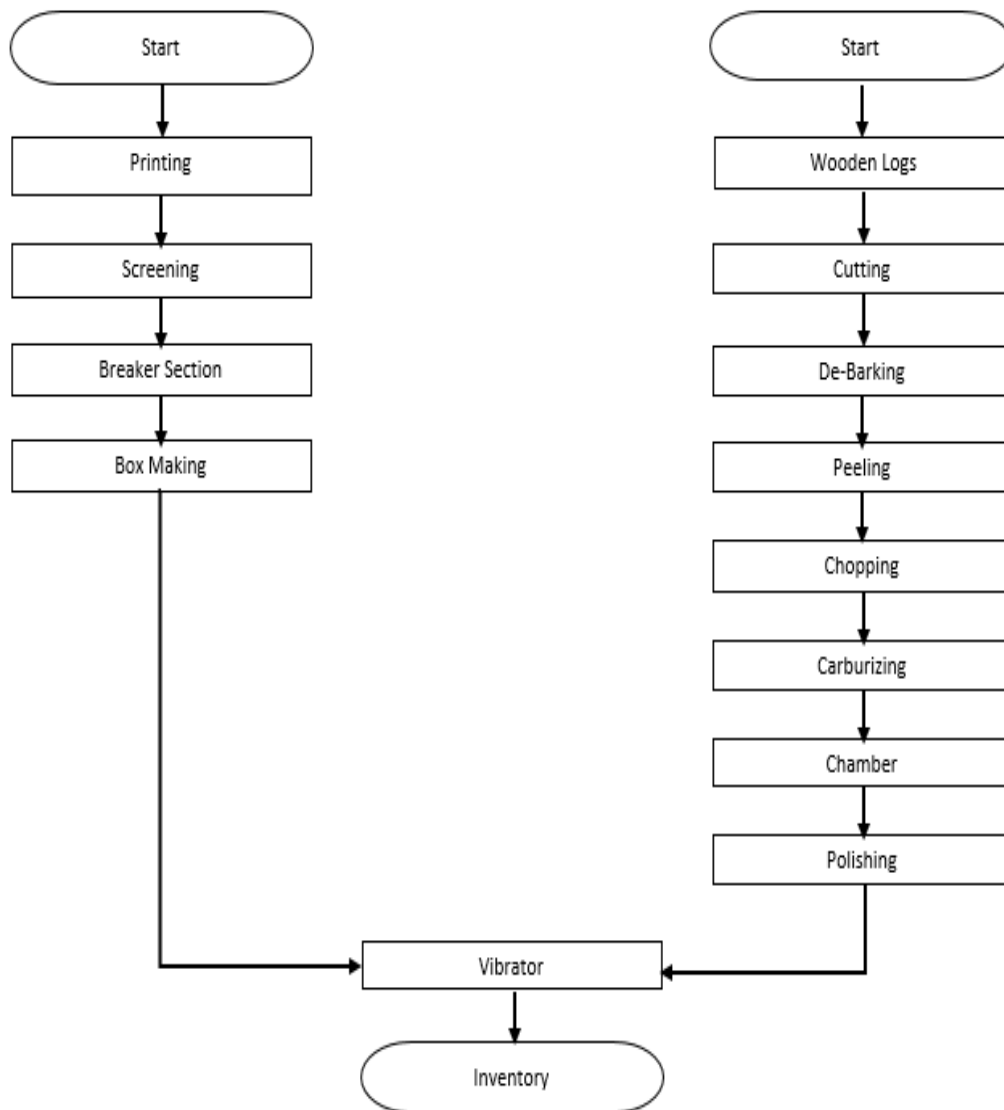 Start
Printing
Screening
Breaker Section
Box Making
Start
Wooden Logs
Cutting
De-Barking
Peeling
Chopping
Carburizing
Chamber
Polishing
Vibrator
Inventory